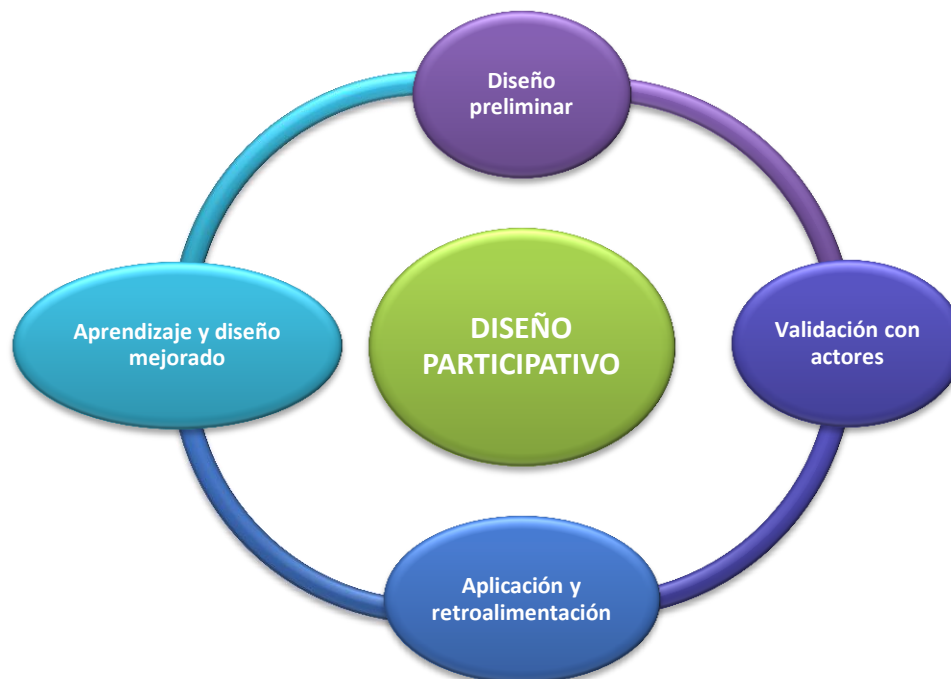 Diseño
preliminar
Aprendizaje y diseño
mejorado
DISEÑO
PARTICIPATIVO
Validación con
actores
Aplicación y
retroalimentación